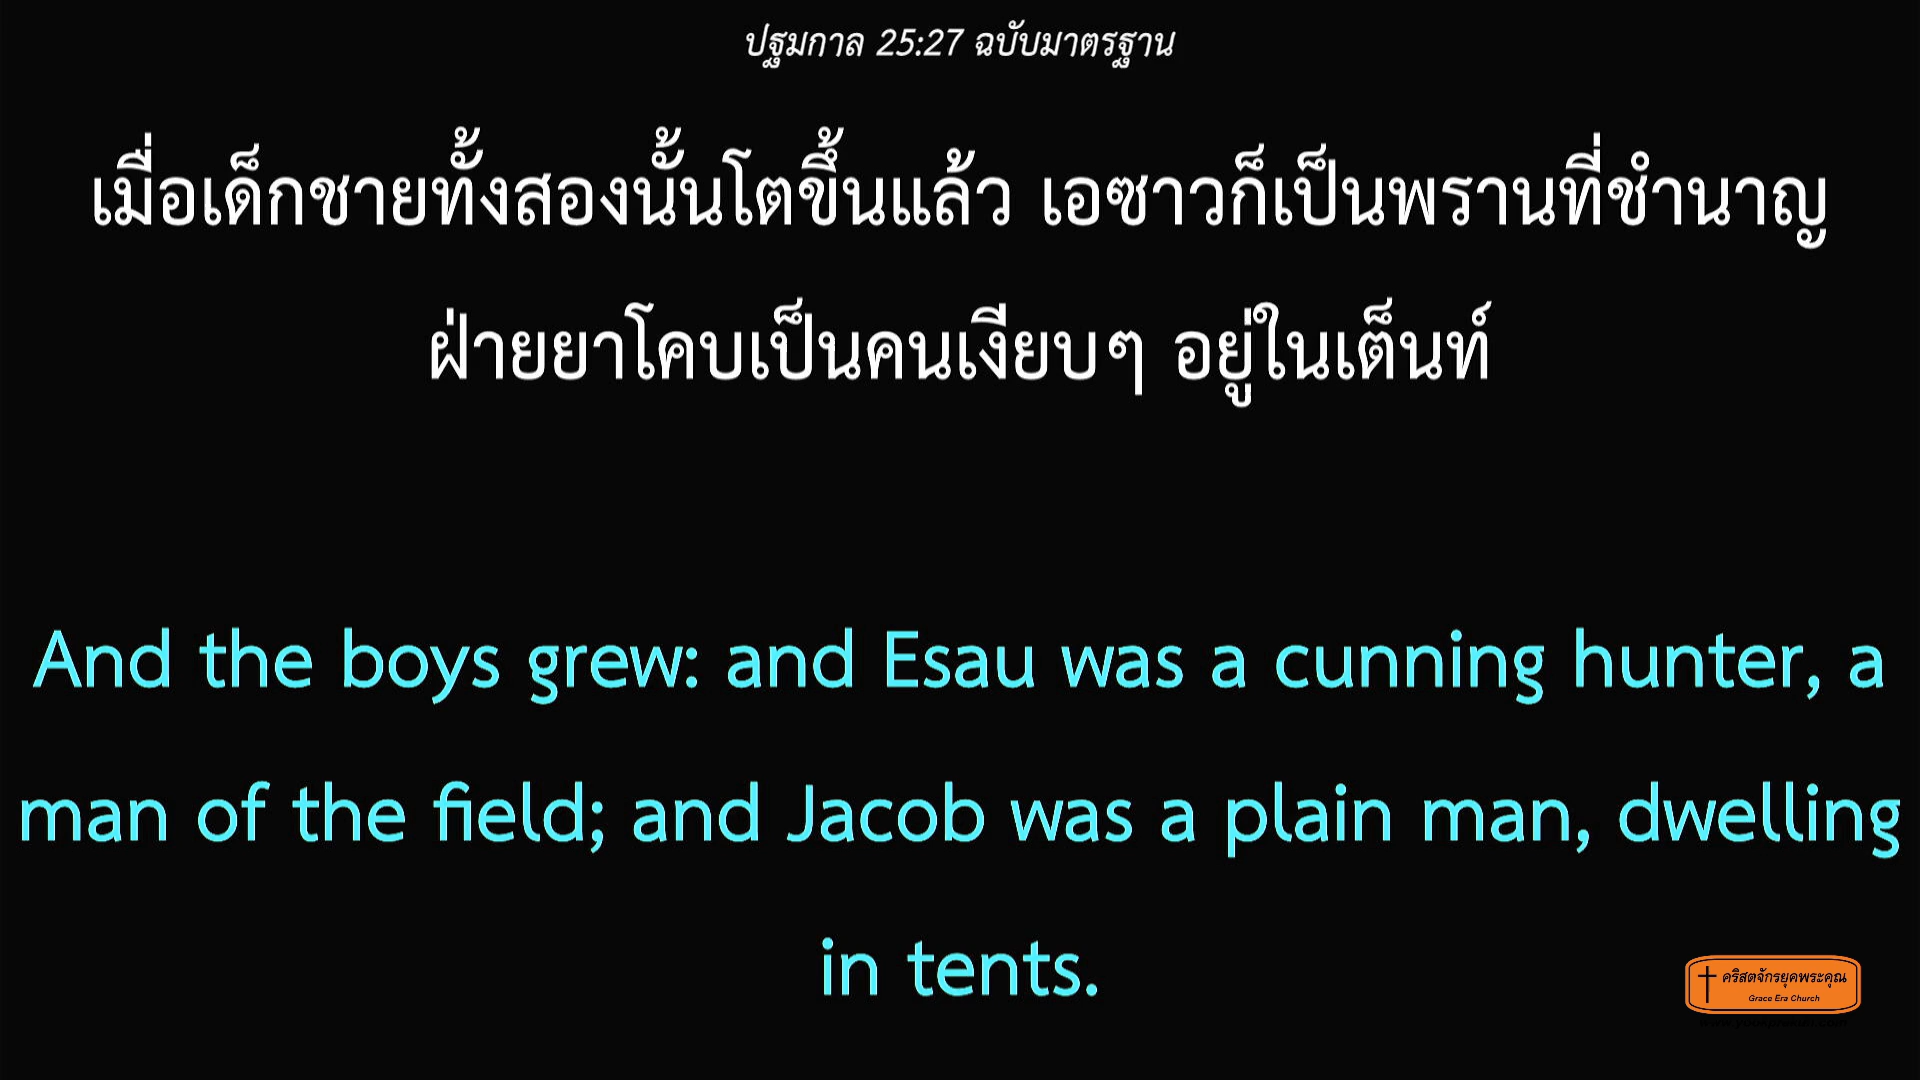 ปฐมกาล 25:27 ฉบับมาตรฐาน
เมื่อเด็กชายทั้งสองนั้นโตขึ้นแล้ว เอซาวก็เป็นพรานที่ชำนาญ
ฝ่ายยาโคบเป็นคนเงียบๆ อยู่ในเต็นท์
And the boys grew: and Esau was a cunning hunter, a
man of the field; and Jacob was a plain man, dwelling
in tents.
คริสตจักรยุคพระคุณ
Grace Era Church